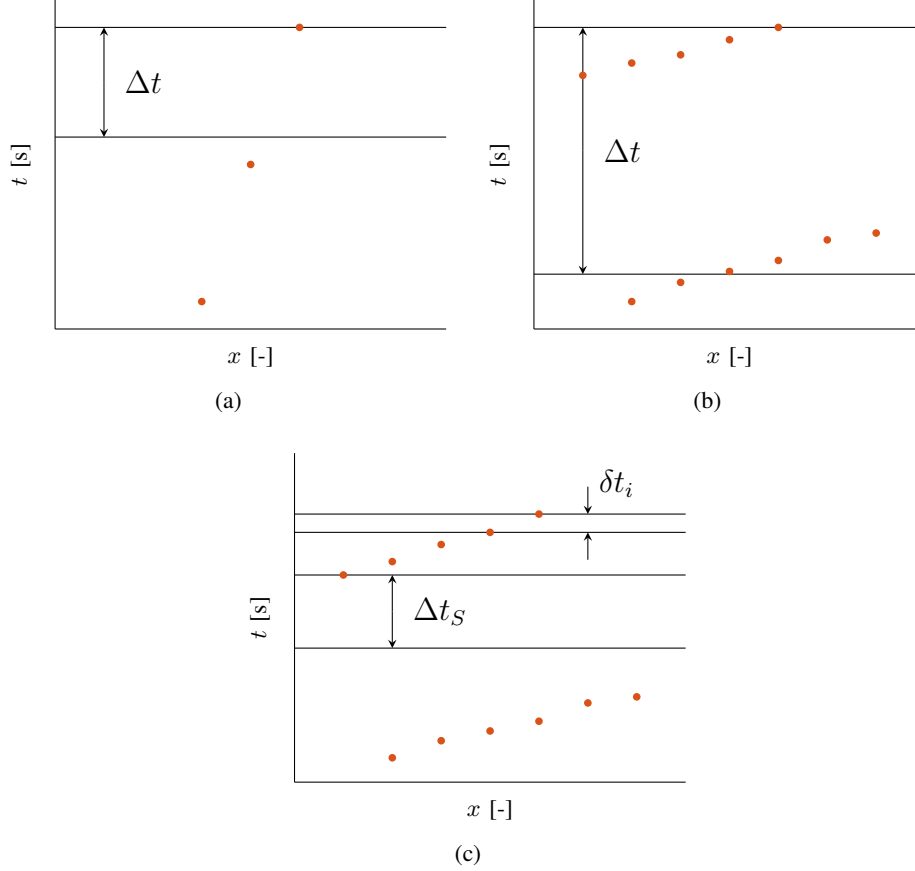 Δt
t [s]
x [-]
(a)
Δt
t [s]
x [-]
(b)
δt_i
Δt_S
t [s]
x [-]
(c)